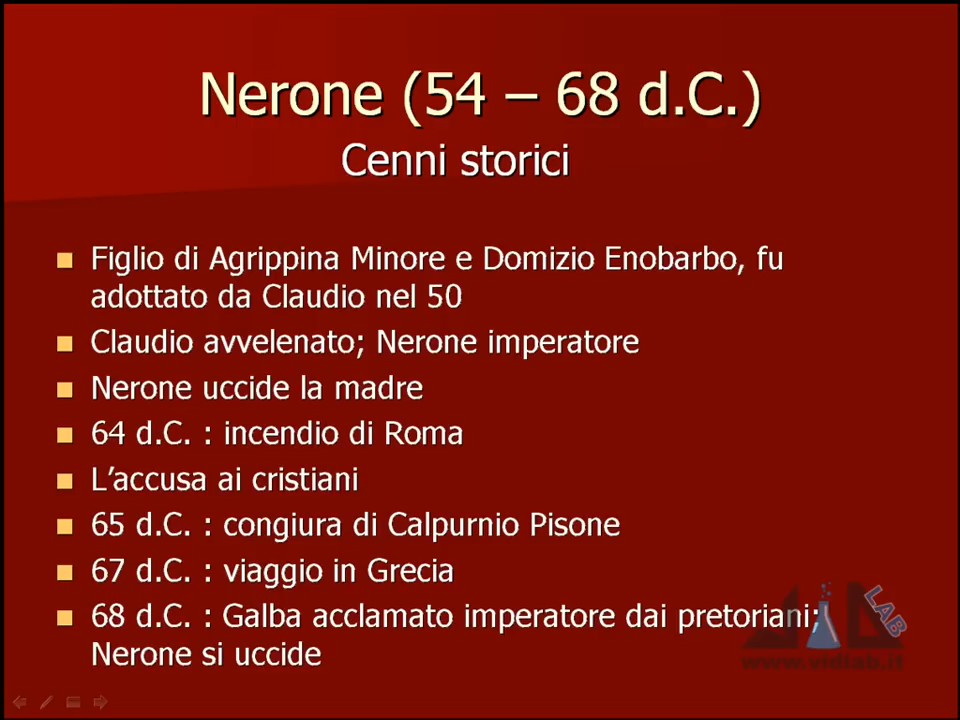 Nerone (54 – 68 d.C.)
Cenni storici
Figlio di Agrippina Minore e Domizio Enobarbo, fu
adottato da Claudio nel 50
Claudio avvelenato; Nerone imperatore
Nerone uccide la madre
64 d.C. : incendio di Roma
L’accusa ai cristiani
65 d.C. : congiura di Calpurnio Pisone
67 d.C. : viaggio in Grecia
68 d.C. : Galba acclamato imperatore dai pretoriani;
Nerone si uccide
LAB
www.vidlab.it